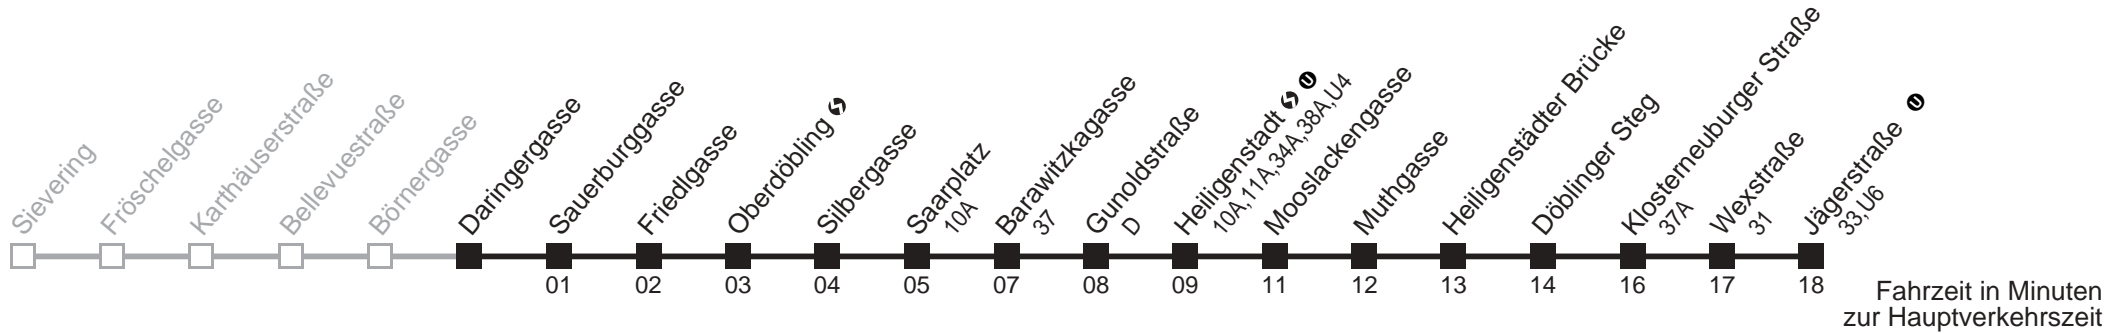 Sievering
Fröschelgasse
Karthäuserstraße
Bellevuestraße
Börnergasse
Daringergasse
Sauerburggasse
01
Friedlgasse
02
Oberdöbling
03
Silbergasse
04
Saarplatz
10A
05
Barawitzkagasse
37
07
Gunoldstraße
D
08
Heiligenstadt U
10A,11A,34A,38A,U4
09
Mooslackengasse
11
Muthgasse
12
Heiligenstädter Brücke
13
Döblinger Steg
14
Klosterneuburger Straße
37A
16
Wexstraße
31
17
Jägerstraße U
33,U6
18
Fahrzeit in Minuten
zur Hauptverkehrszeit